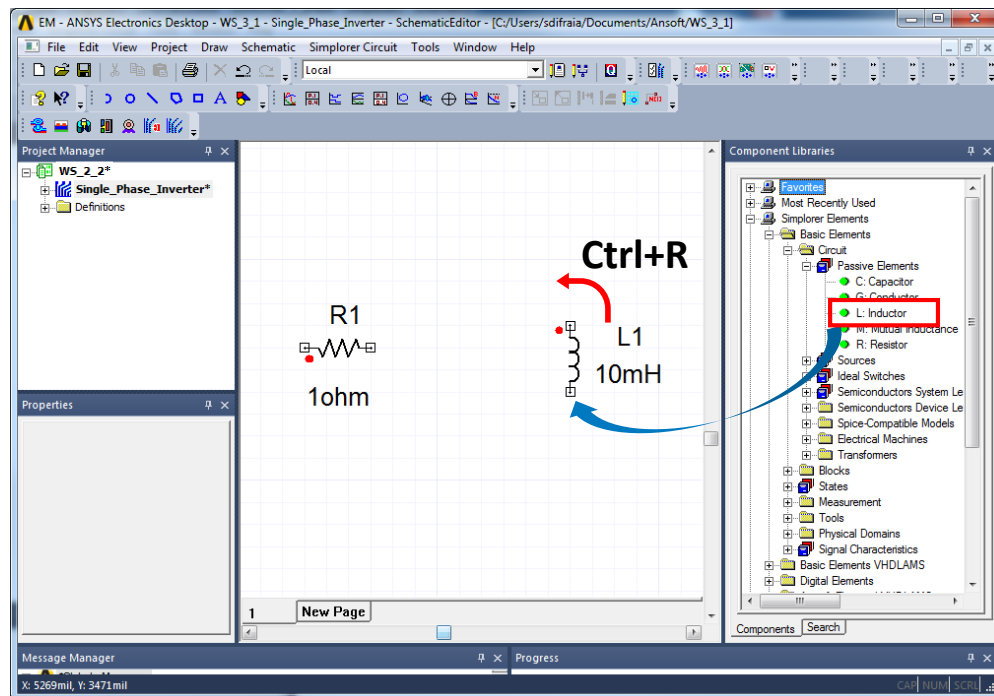 EM - ANSYS Electronics Desktop - WS_3_1 - Single_Phase_Inverter - SchematicEditor - [C:/Users/sdifraia/Documents/Ansoft/WS_3_1]
File Edit View Project Draw Schematic Simplorer Circuit Tools Window Help
Local
Project Manager
WS_2_2*
Single_Phase_Inverter*
Definitions
Properties
Ctrl+R
R1
1ohm
L1
10mH
1 New Page
Component Libraries
Favorites
Most Recently Used
Simplorer Elements
Basic Elements
Circuit
Passive Elements
C: Capacitor
G: Conductor
L: Inductor
M: Mutual Inductance
R: Resistor
Sources
Ideal Switches
Semiconductors System Le
Semiconductors Device Le
Spice-Compatible Models
Electrical Machines
Transformers
Blocks
States
Measurement
Tools
Physical Domains
Signal Characteristics
Basic Elements VHDLAMS
Digital Elements
Components Search
Message Manager
Progress
X: 5269mil, Y: 3471mil
CAP NUM SCRL